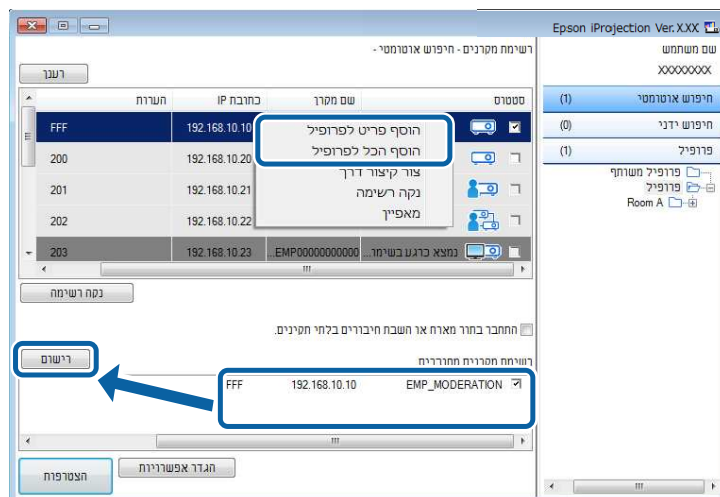 Epson iProjection Ver.X.XX
שם משתמש
XXXXXXXX
חיפוש אוטומטי (1)
חיפוש ידני (0)
פרופיל (1)
פרופיל משותף
פרופיל
Room A
רשימת מקרנים - חיפוש אוטומטי -
רענן
סטטוס שם מקרן כתובת IP הערות
192.168.10.10 FFF
192.168.10.20 200
192.168.10.21 201
192.168.10.22 202
נמצא כרגע בשימו... EMP00000000000... 192.168.10.23 203
הוסף פריט לפרופיל
הוסף הכל לפרופיל
צור קיצור דרך
נקה רשימה
מאפיין
נקה רשימה
התחבר בתור מארח או השבת חיבורים בלתי תקינים.
רישום
רשימת מקרנים מחוברים
EMP_MODERATION 192.168.10.10 FFF
הגדר אפשרויות
הצטרפות